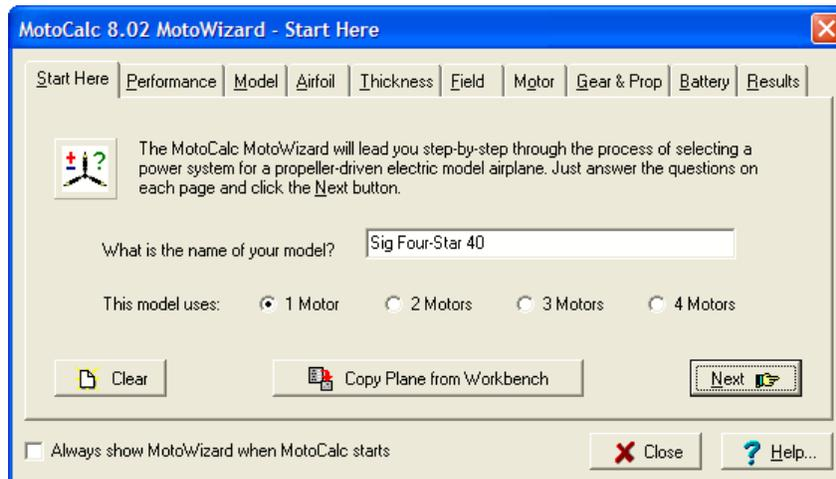 MotoCalc 8.02 MotoWizard - Start Here
Start Here Performance Model Airfoil Thickness Field Motor Gear & Prop Battery Results
The MotoCalc MotoWizard will lead you step-by-step through the process of selecting a
power system for a propeller-driven electric model airplane. Just answer the questions on
each page and click the Next button.
What is the name of your model? Sig Four-Star 40
This model uses: 1 Motor 2 Motors 3 Motors 4 Motors
Clear Copy Plane from Workbench Next
Always show MotoWizard when MotoCalc starts Close Help...